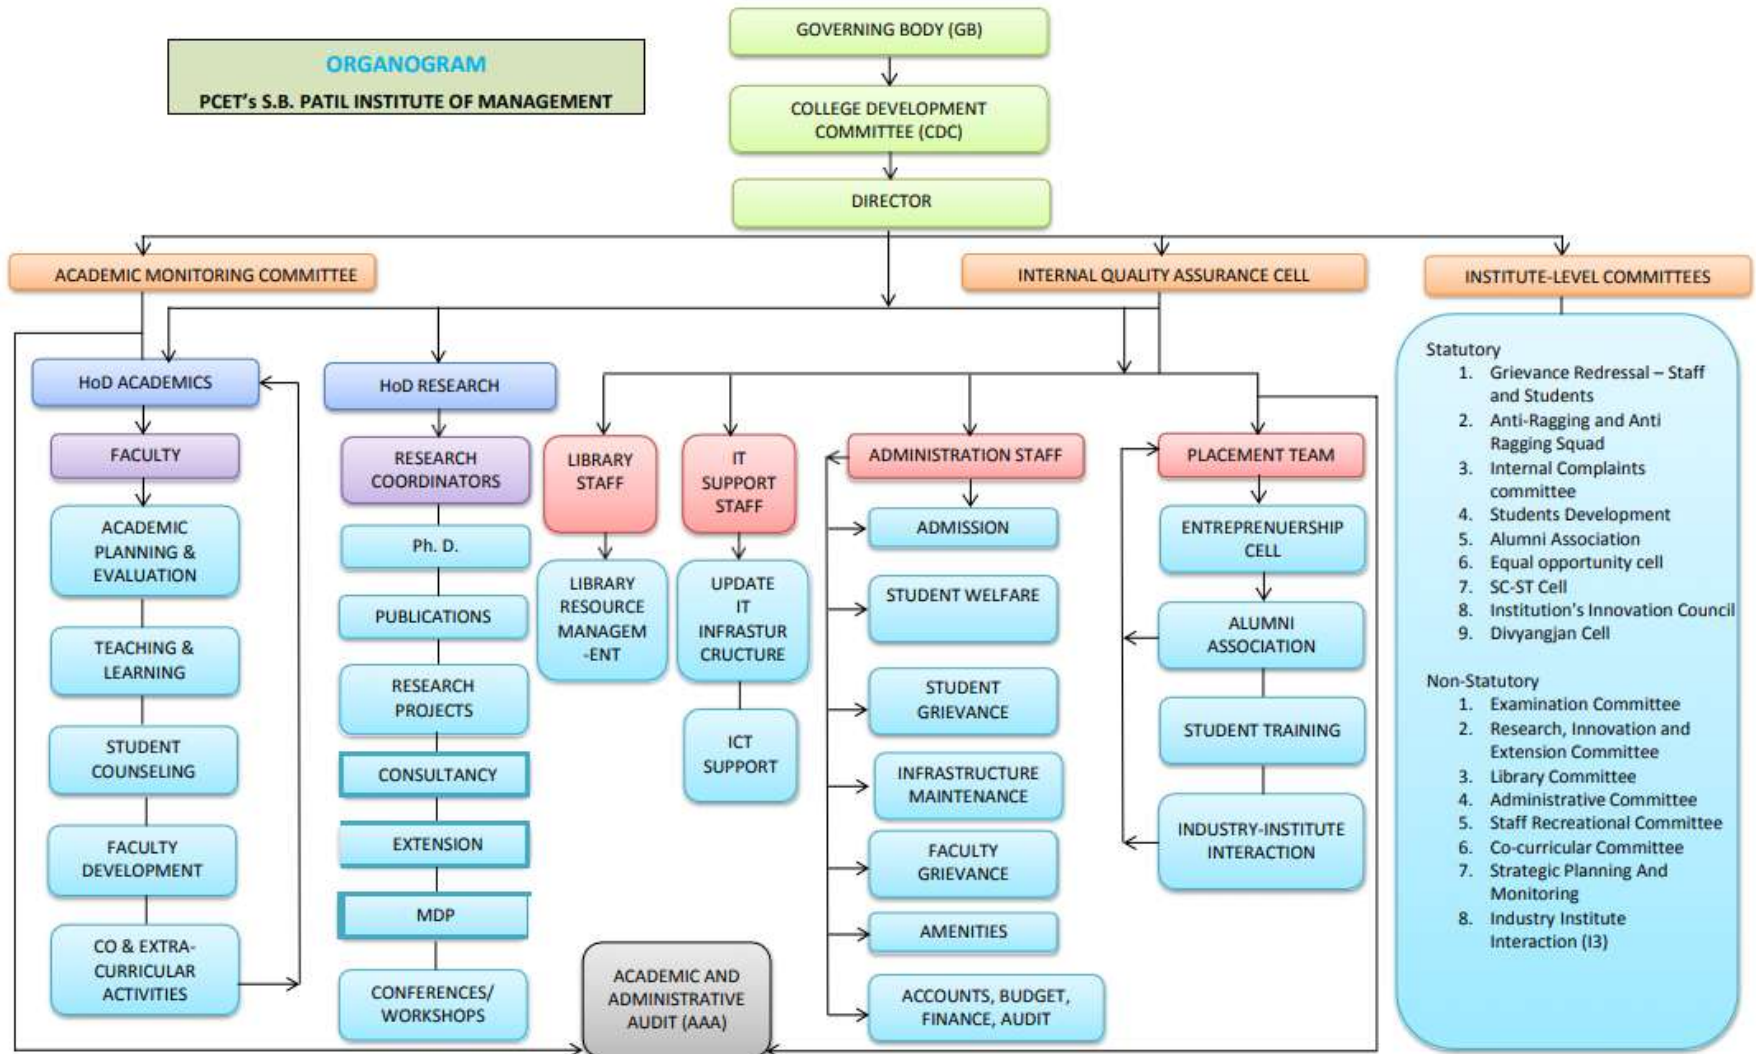 ORGANOGRAM
PCET's S.B. PATIL INSTITUTE OF MANAGEMENT
GOVERNING BODY (GB)
COLLEGE DEVELOPMENT
COMMITTEE (CDC)
DIRECTOR
ACADEMIC MONITORING COMMITTEE
INTERNAL QUALITY ASSURANCE CELL
INSTITUTE-LEVEL COMMITTEES
HoD ACADEMICS
FACULTY
ACADEMIC
PLANNING &
EVALUATION
TEACHING &
LEARNING
STUDENT
COUNSELING
FACULTY
DEVELOPMENT
CO & EXTRA-
CURRICULAR
ACTIVITIES
HoD RESEARCH
RESEARCH
COORDINATORS
Ph. D.
PUBLICATIONS
RESEARCH
PROJECTS
CONSULTANCY
EXTENSION
MDP
CONFERENCES/
WORKSHOPS
LIBRARY
STAFF
LIBRARY
RESOURCE
MANAGEM
-ENT
IT
SUPPORT
STAFF
UPDATE
IT
INFRASTUR
CRUCTURE
ICT
SUPPORT
ACADEMIC AND
ADMINISTRATIVE
AUDIT (AAA)
ADMINISTRATION STAFF
ADMISSION
STUDENT WELFARE
STUDENT
GRIEVANCE
INFRASTRUCTURE
MAINTENANCE
FACULTY
GRIEVANCE
AMENITIES
ACCOUNTS, BUDGET,
FINANCE, AUDIT
PLACEMENT TEAM
ENTREPRENUERSHIP
CELL
ALUMNI
ASSOCIATION
STUDENT TRAINING
INDUSTRY-INSTITUTE
INTERACTION
Statutory
1. Grievance Redressal – Staff
and Students
2. Anti-Ragging and Anti
Ragging Squad
3. Internal Complaints
committee
4. Students Development
5. Alumni Association
6. Equal opportunity cell
7. SC-ST Cell
8. Institution's Innovation Council
9. Divyangjan Cell
Non-Statutory
1. Examination Committee
2. Research, Innovation and
Extension Committee
3. Library Committee
4. Administrative Committee
5. Staff Recreational Committee
6. Co-curricular Committee
7. Strategic Planning And
Monitoring
8. Industry Institute
Interaction (I3)